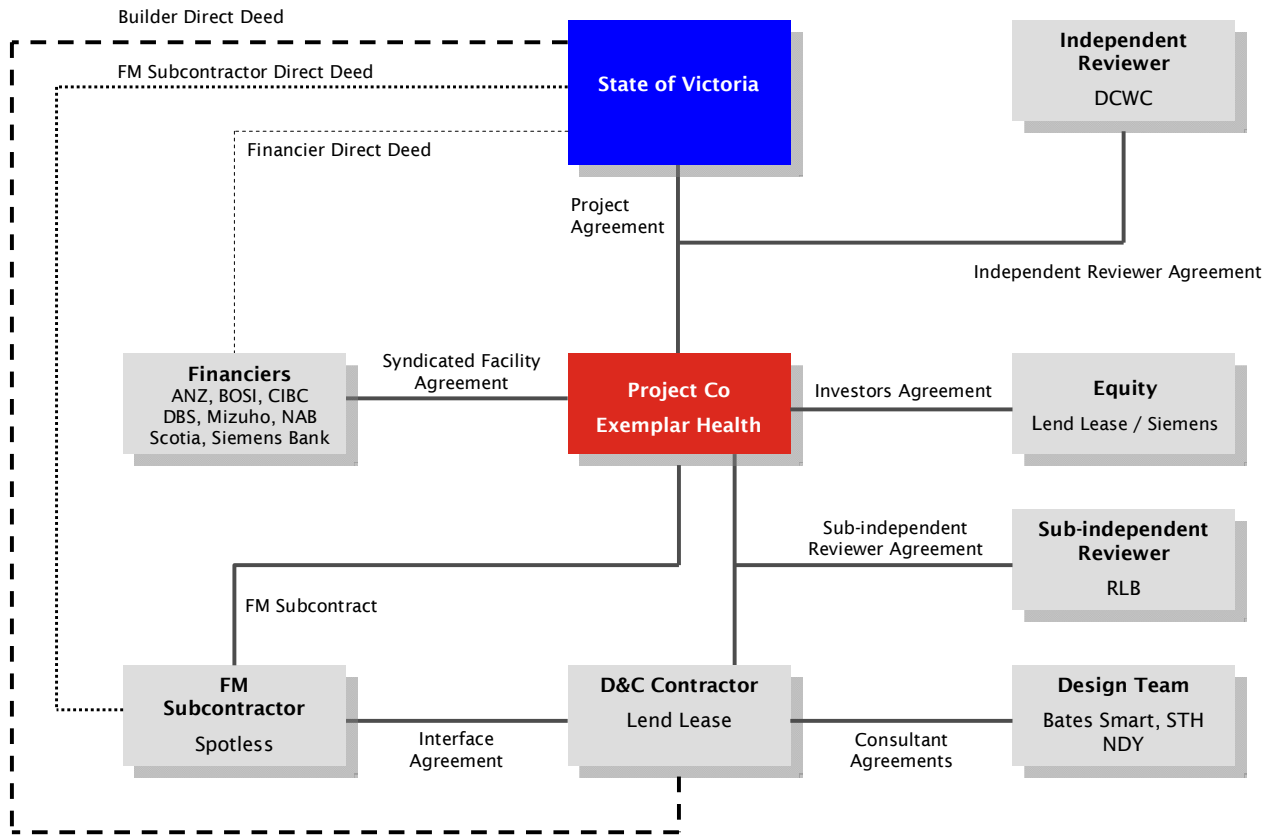 Builder Direct Deed
Independent
Reviewer
DCWC
FM Subcontractor Direct Deed
State of Victoria
Financier Direct Deed
Project
Agreement
Independent Reviewer Agreement
Financiers
ANZ, BOSI, CIBC
DBS, Mizuho, NAB
Scotia, Siemens Bank
Syndicated Facility
Agreement
Project Co
Exemplar Health
Investors Agreement
Equity
Lend Lease / Siemens
Sub-independent
Reviewer Agreement
Sub-independent
Reviewer
RLB
FM Subcontract
FM
Subcontractor
Spotless
Interface
Agreement
D&C Contractor
Lend Lease
Consultant
Agreements
Design Team
Bates Smart, STH
NDY